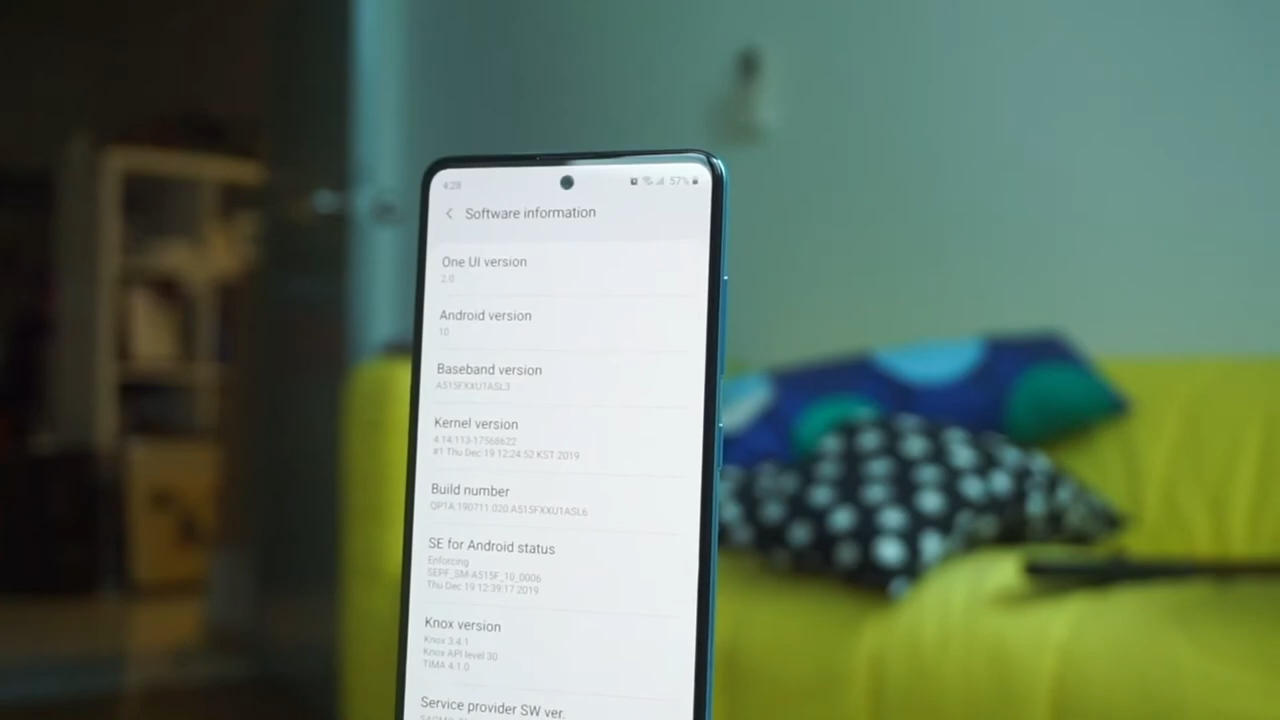 4:28
57%
Software information
One UI version
2.0
Android version
10
Baseband version
A515FXXU1ASL3
Kernel version
4.14.113-17568622
#1 Thu Dec 19 12:24:52 KST 2019
Build number
QP1A.190711.020.A515FXXU1ASL6
SE for Android status
Enforcing
SEPF_SM-A515F_10_0006
Thu Dec 19 12:39:17 2019
Knox version
Knox 3.4.1
Knox API level 30
TIMA 4.1.0
Service provider SW ver.